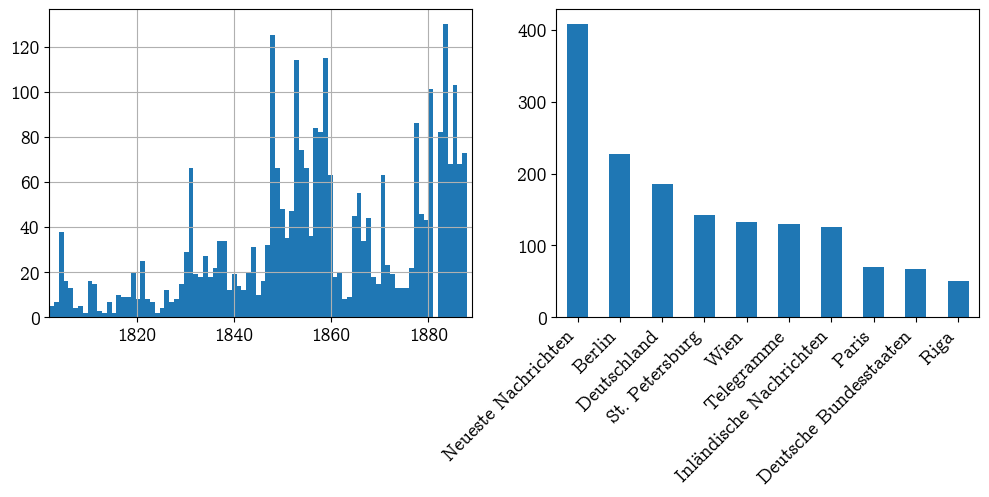 120
100
80
60
40
20
0
1820
1840
1860
1880
400
300
200
100
0
Neueste Nachrichten
Berlin
Deutschland
St. Petersburg
Wien
Telegramme
Inländische Nachrichten
Paris
Deutsche Bundesstaaten
Riga